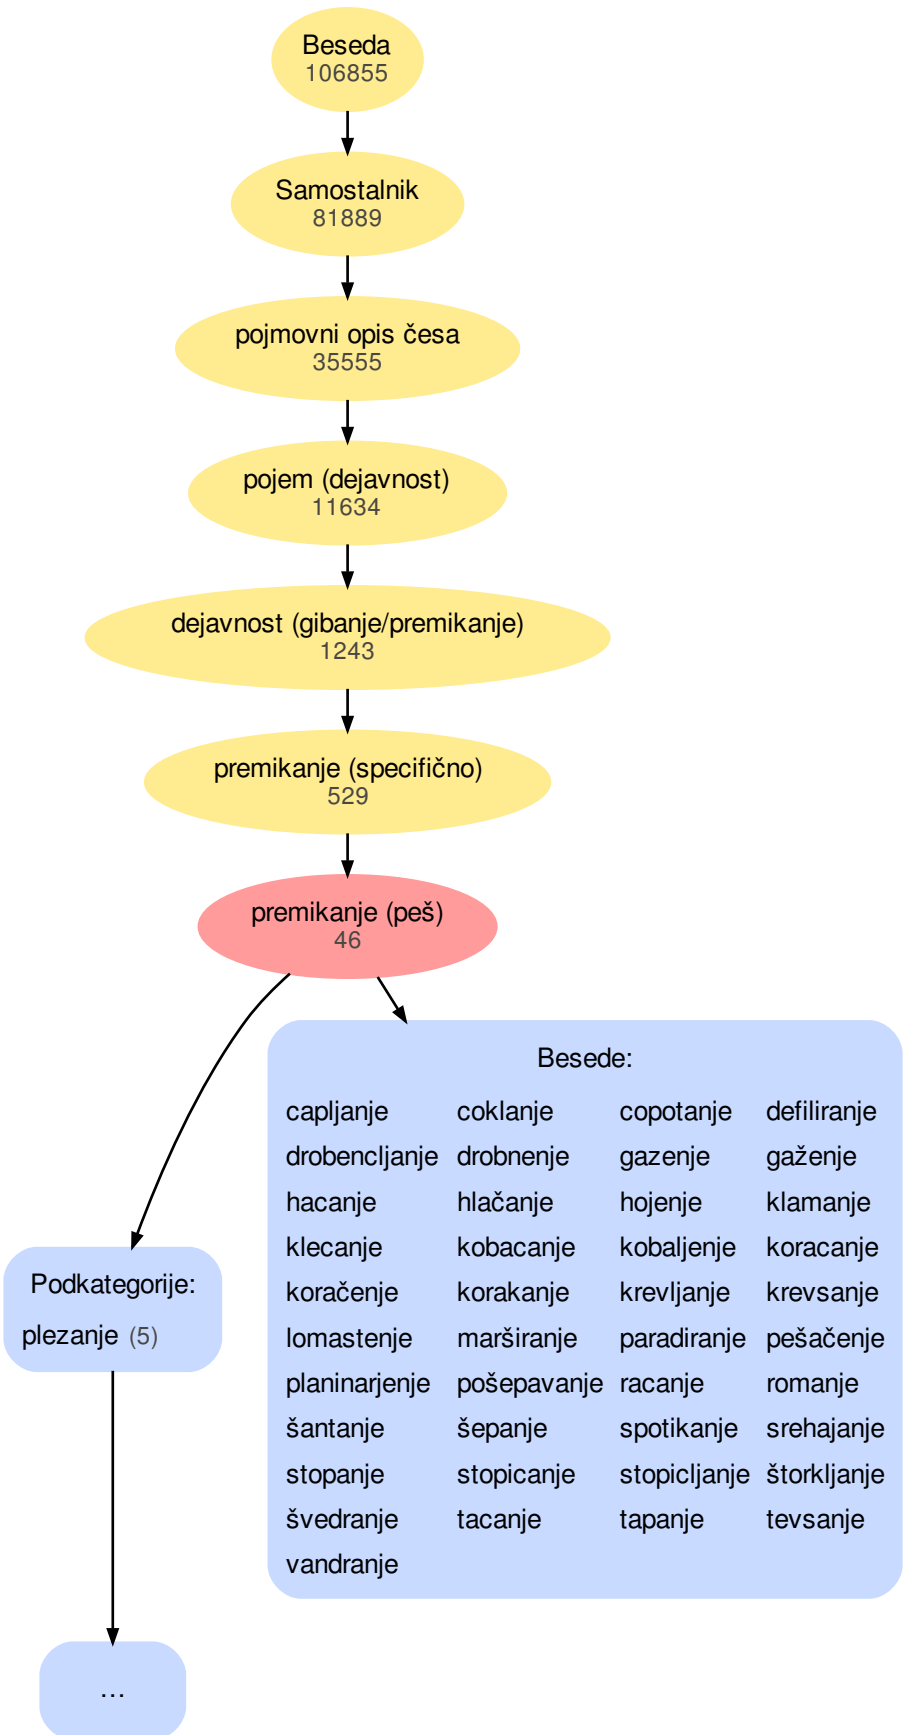 Beseda
106855
Samostalnik
81889
pojmovni opis česa
35555
pojem (dejavnost)
11634
dejavnost (gibanje/premikanje)
1243
premikanje (specifično)
529
premikanje (peš)
46
Besede:
capljanje coklanje copotanje defiliranje
drobencljanje drobnenje gazenje gaženje
hacanje hlačanje hojenje klamanje
klecanje kobacanje kobaljenje koracanje
koračenje korakanje krevljanje krevsanje
lomastenje marširanje paradiranje pešačenje
planinarjenje pošepavanje racanje romanje
šantanje šepanje spotikanje srehajanje
stopanje stopicanje stopicljanje štorkljanje
švedranje tacanje tapanje tevsanje
vandranje
Podkategorije:
plezanje (5)
...